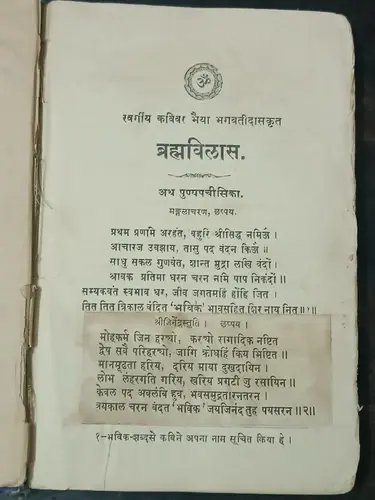 ॐ
स्वर्गीय कविवर भैया भगवतीदासकृत
ब्रह्मविलास.
अथ पुण्यपचीसिका.
मङ्गलाचरण, छप्पय.
प्रथम प्रणमि अरहंत, बहुरि श्रीसिद्ध नमिज्जै ।
आचारज उवझाय, तासु पद वंदन किज्जै ॥
साधु सकल गुणवंत, शान्त मुद्रा लखि वंदों ।
श्रावक प्रतिमा धरन चरन नमि पाप निकंदों ॥
सम्यकवंत स्वभाव धर, जीव जगतमहिं होंहि जित ।
तित तित त्रिकाल वंदित 'भविक' भावसहित शिर नाय नित ॥१॥
श्रीजिनेंद्रस्तुति । छप्पय.
मोहकर्म जिन हरयो, करयो रागादिक नष्टित
द्वेष सबै परिहरयो, जागि क्रोधहिं किय भिष्टित ॥
मानमूढता हरिय, दरिय माया दुखदायिन ।
लोभ लहरगति गरिय, खरिय प्रगटी जु रसायिन ॥
केवल पद अवलंबि हुव, भवसमुद्रतारनतरन ।
त्रयकाल चरन वंदत 'भविक' जयजिनंद तुह पयसरन ॥२॥
१-भविक-शब्दसे कविने अपना नाम सूचित किया है ।